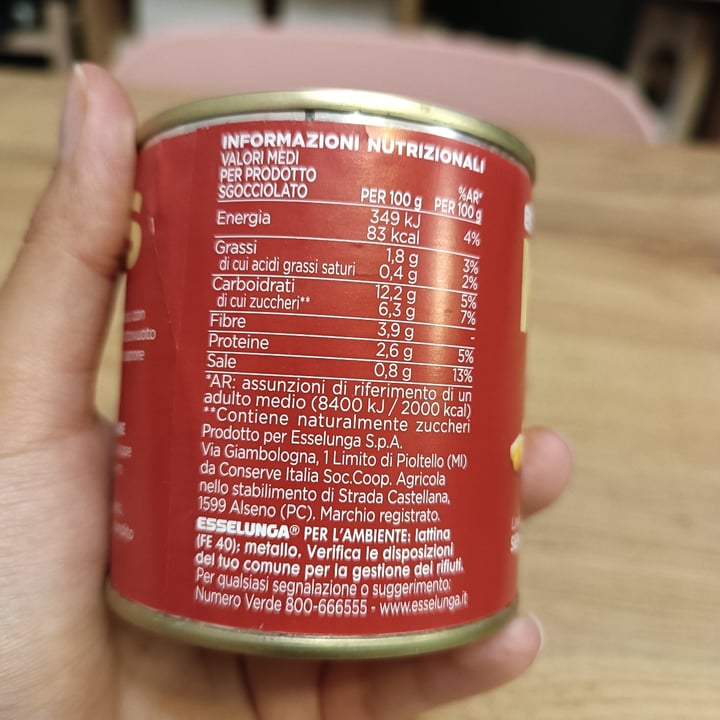 INFORMAZIONI NUTRIZIONALI
VALORI MEDI
PER PRODOTTO
SGOCCIOLATO PER 100 g %AR* PER 100 g
Energia 349 kJ
83 kcal 4%
Grassi 1,8 g 3%
di cui acidi grassi saturi 0,4 g 2%
Carboidrati 12,2 g 5%
di cui zuccheri** 6,3 g 7%
Fibre 3,9 g -
Proteine 2,6 g 5%
Sale 0,8 g 13%
*AR: assunzioni di riferimento di un
adulto medio (8400 kJ / 2000 kcal)
**Contiene naturalmente zuccheri
Prodotto per Esselunga S.p.A.
Via Giambologna, 1 Limito di Pioltello (MI)
da Conserve Italia Soc.Coop. Agricola
nello stabilimento di Strada Castellana,
1599 Alseno (PC). Marchio registrato.
ESSELUNGA® PER L'AMBIENTE: lattina
(FE 40); metallo. Verifica le disposizioni
del tuo comune per la gestione dei rifiuti.
Per qualsiasi segnalazione o suggerimento:
Numero Verde 800-666555 - www.esselunga.it